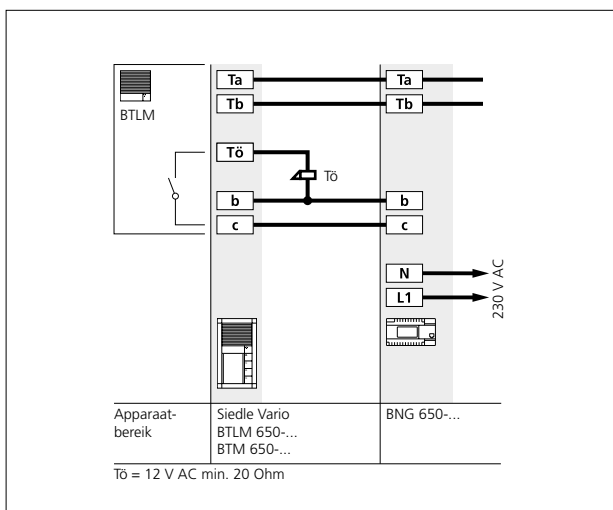 Ta Ta
BTLM
Tb Tb
Tö
Tö
b b
c c
N
L1
230 V AC
Apparaat-
bereik
Siedle Vario
BTLM 650-...
BTM 650-...
BNG 650-...
Tö = 12 V AC min. 20 Ohm